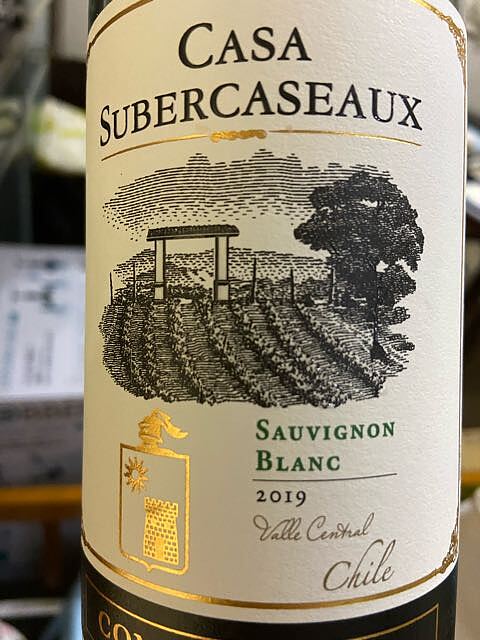 CASA
SUBERCASEAUX
SAUVIGNON
BLANC
2019
Valle Central
Chile